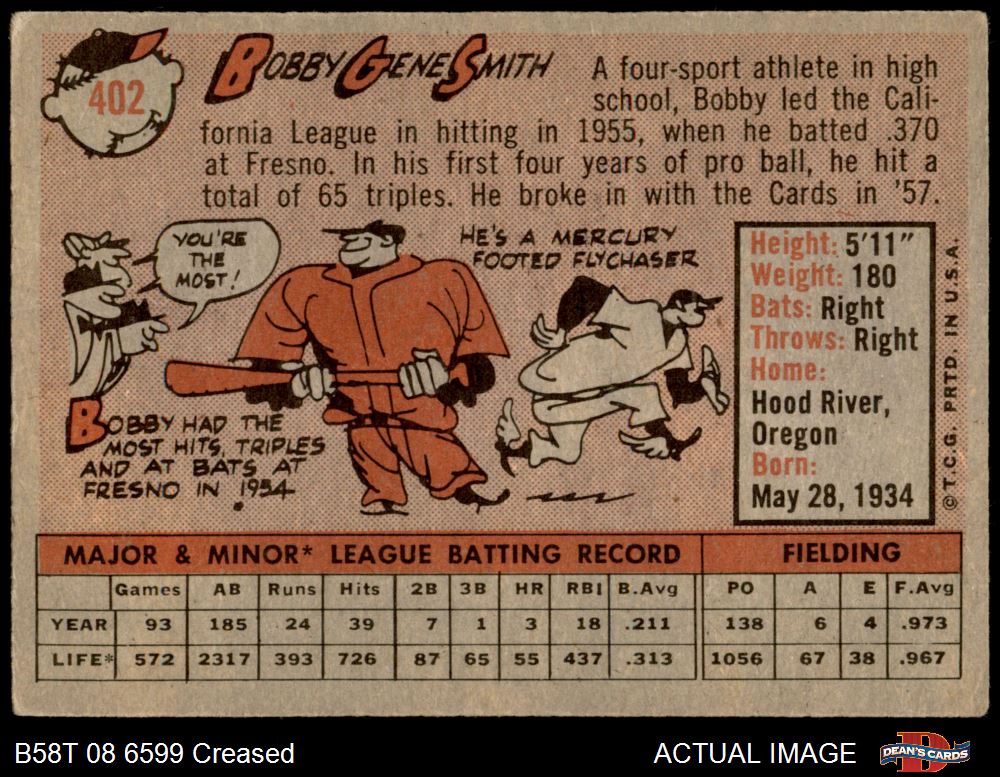 402
BOBBY GENE SMITH
A four-sport athlete in high
school, Bobby led the Cali-
fornia League in hitting in 1955, when he batted .370
at Fresno. In his first four years of pro ball, he hit a
total of 65 triples. He broke in with the Cards in '57.
YOU'RE
THE
MOST!
BOBBY HAD THE
MOST HITS, TRIPLES
AND AT BATS AT
FRESNO IN 1954.
HE'S A MERCURY
FOOTED FLYCHASER
Height: 5'11"
Weight: 180
Bats: Right
Throws: Right
Home:
Hood River,
Oregon
Born:
May 28, 1934
© T.C.G. PRTD. IN U.S.A.
MAJOR & MINOR* LEAGUE BATTING RECORD FIELDING
Games AB Runs Hits 2B 3B HR RBI B.Avg PO A E F.Avg
YEAR 93 185 24 39 7 1 3 18 .211 138 6 4 .973
LIFE* 572 2317 393 726 87 65 55 437 .313 1056 67 38 .967
B58T 08 6599 Creased
ACTUAL IMAGE
D
DEAN'S CARDS